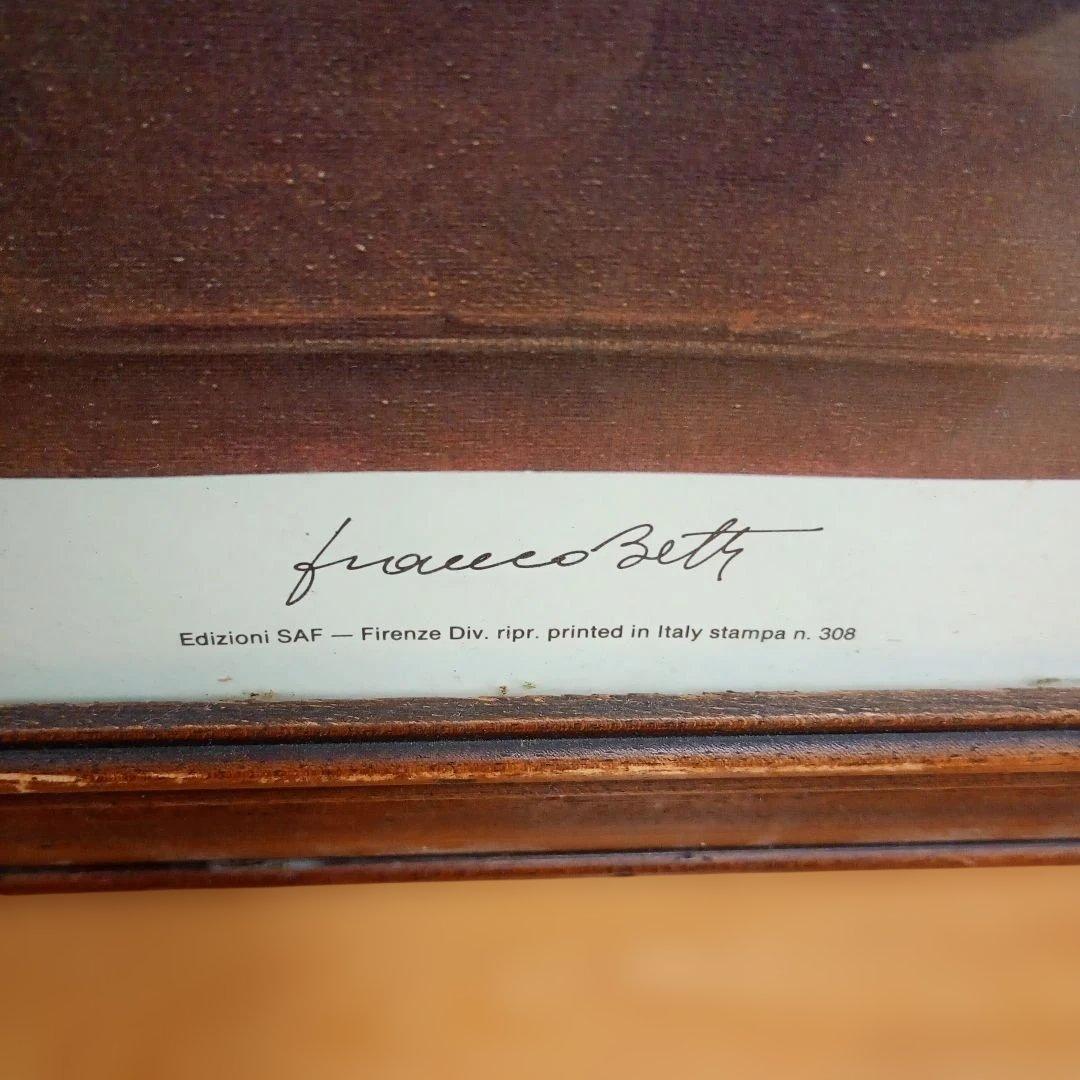 Franco Betti
Edizioni SAF — Firenze Div. ripr. printed in Italy stampa n. 308